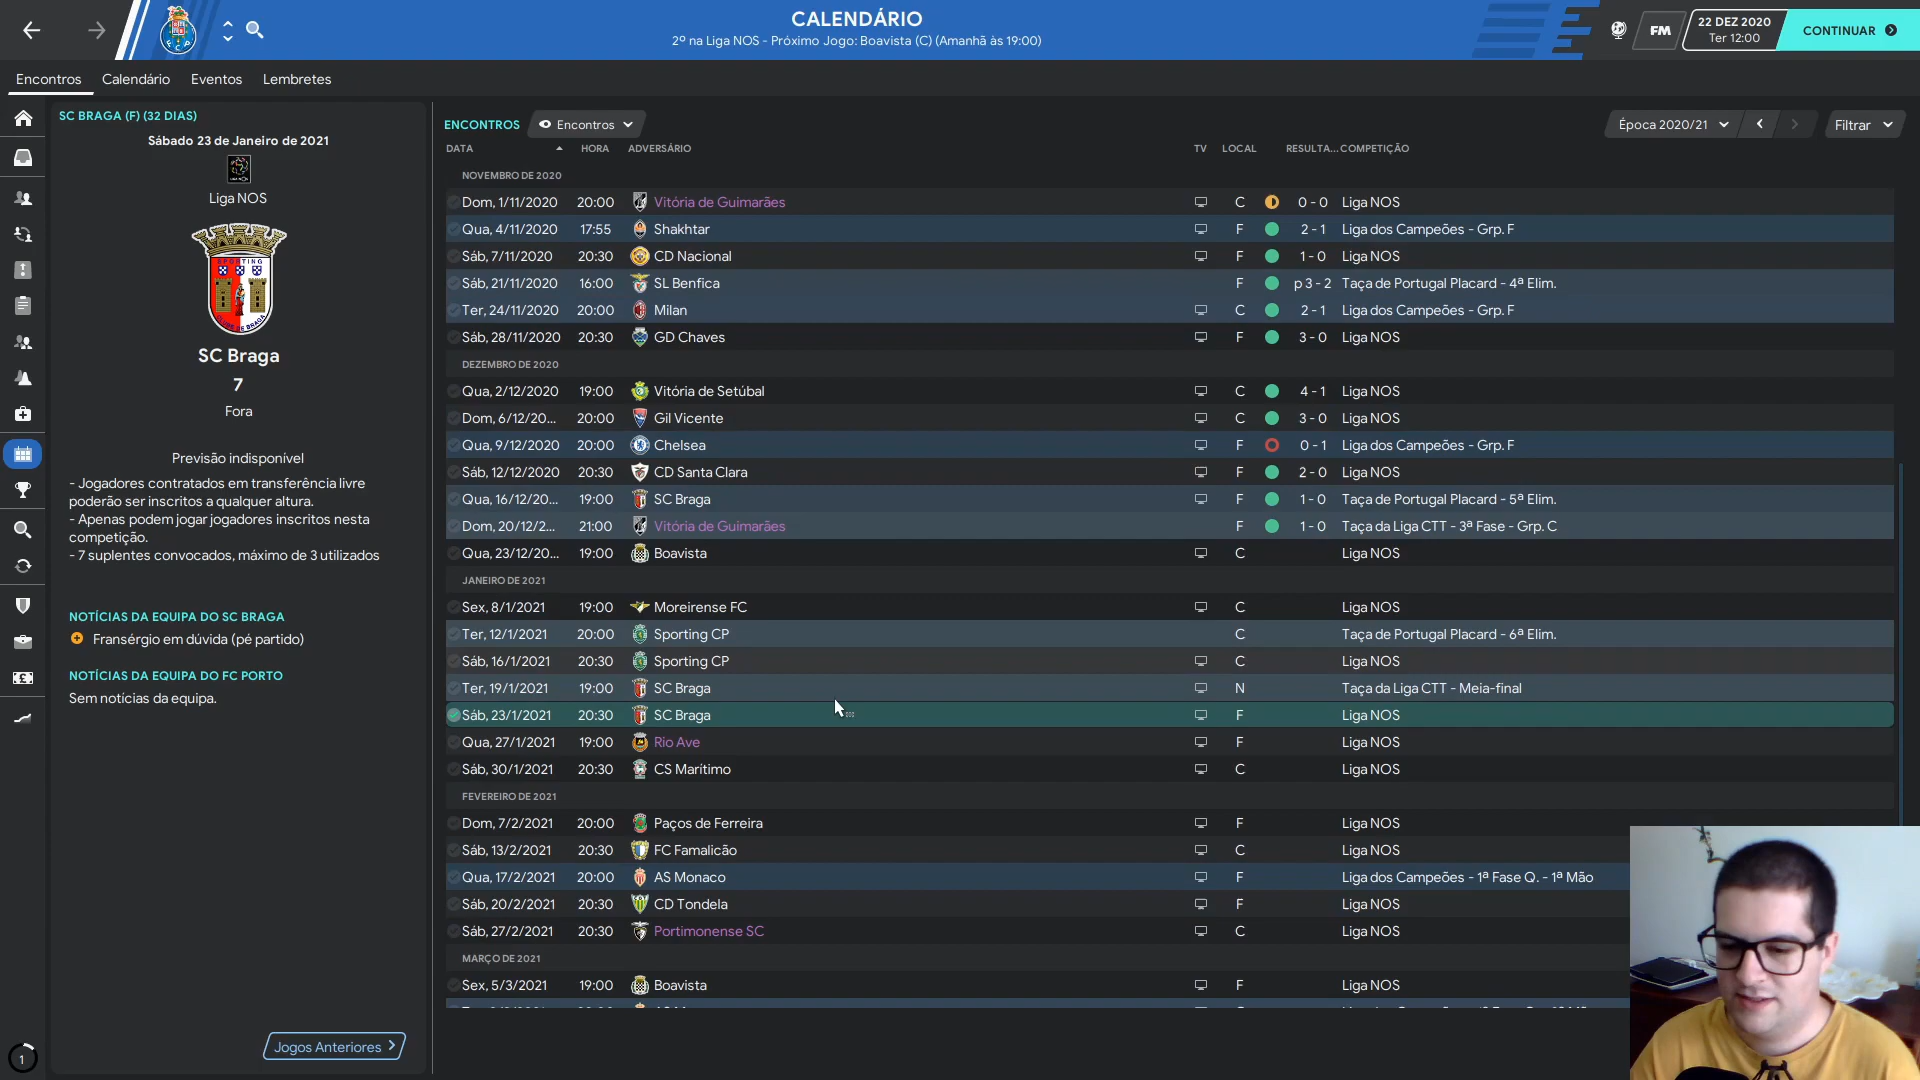 CALENDÁRIO
2º na Liga NOS - Próximo Jogo: Boavista (C) (Amanhã às 19:00)
FM
22 DEZ 2020
Ter 12:00
CONTINUAR
Encontros Calendário Eventos Lembretes
SC BRAGA (F) (32 DIAS)
Sábado 23 de Janeiro de 2021
Liga NOS
SC Braga
7
Fora
Previsão indisponível
- Jogadores contratados em transferência livre
poderão ser inscritos a qualquer altura.
- Apenas podem jogar jogadores inscritos nesta
competição.
- 7 suplentes convocados, máximo de 3 utilizados
NOTÍCIAS DA EQUIPA DO SC BRAGA
Fransérgio em dúvida (pé partido)
NOTÍCIAS DA EQUIPA DO FC PORTO
Sem notícias da equipa.
Jogos Anteriores
1
ENCONTROS Encontros Época 2020/21 Filtrar
DATA HORA ADVERSÁRIO TV LOCAL RESULTA... COMPETIÇÃO
NOVEMBRO DE 2020
Dom, 1/11/2020 20:00 Vitória de Guimarães C 0 - 0 Liga NOS
Qua, 4/11/2020 17:55 Shakhtar F 2 - 1 Liga dos Campeões - Grp. F
Sáb, 7/11/2020 20:30 CD Nacional F 1 - 0 Liga NOS
Sáb, 21/11/2020 16:00 SL Benfica F p 3 - 2 Taça de Portugal Placard - 4ª Elim.
Ter, 24/11/2020 20:00 Milan C 2 - 1 Liga dos Campeões - Grp. F
Sáb, 28/11/2020 20:30 GD Chaves F 3 - 0 Liga NOS
DEZEMBRO DE 2020
Qua, 2/12/2020 19:00 Vitória de Setúbal C 4 - 1 Liga NOS
Dom, 6/12/20... 20:00 Gil Vicente C 3 - 0 Liga NOS
Qua, 9/12/2020 20:00 Chelsea F 0 - 1 Liga dos Campeões - Grp. F
Sáb, 12/12/2020 20:30 CD Santa Clara F 2 - 0 Liga NOS
Qua, 16/12/20... 19:00 SC Braga F 1 - 0 Taça de Portugal Placard - 5ª Elim.
Dom, 20/12/2... 21:00 Vitória de Guimarães F 1 - 0 Taça da Liga CTT - 3ª Fase - Grp. C
Qua, 23/12/20... 19:00 Boavista C Liga NOS
JANEIRO DE 2021
Sex, 8/1/2021 19:00 Moreirense FC C Liga NOS
Ter, 12/1/2021 20:00 Sporting CP C Taça de Portugal Placard - 6ª Elim.
Sáb, 16/1/2021 20:30 Sporting CP C Liga NOS
Ter, 19/1/2021 19:00 SC Braga N Taça da Liga CTT - Meia-final
Sáb, 23/1/2021 20:30 SC Braga F Liga NOS
Qua, 27/1/2021 19:00 Rio Ave F Liga NOS
Sáb, 30/1/2021 20:30 CS Marítimo C Liga NOS
FEVEREIRO DE 2021
Dom, 7/2/2021 20:00 Paços de Ferreira F Liga NOS
Sáb, 13/2/2021 20:30 FC Famalicão C Liga NOS
Qua, 17/2/2021 20:00 AS Monaco F Liga dos Campeões - 1ª Fase Q. - 1ª Mão
Sáb, 20/2/2021 20:30 CD Tondela F Liga NOS
Sáb, 27/2/2021 20:30 Portimonense SC C Liga NOS
MARÇO DE 2021
Sex, 5/3/2021 19:00 Boavista F Liga NOS